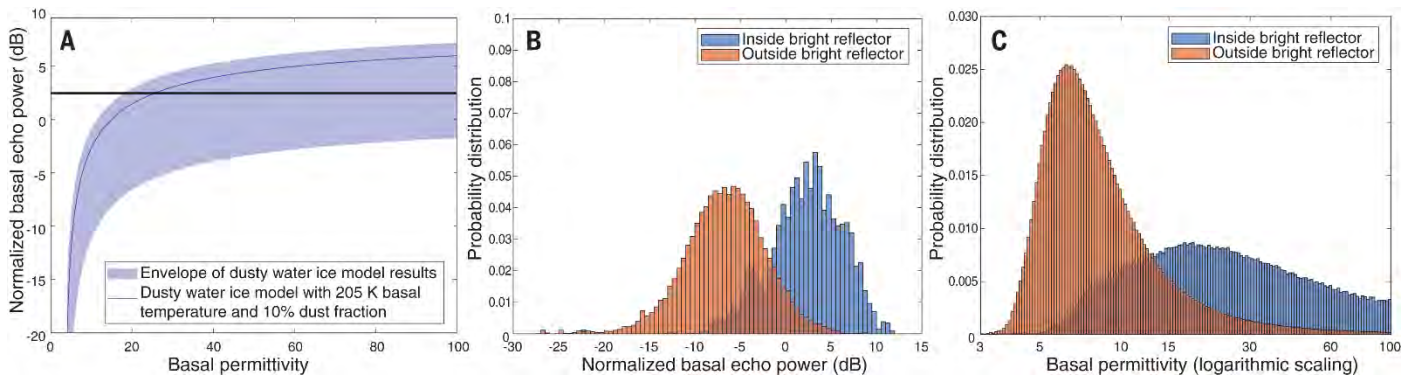 A
Normalized basal echo power (dB)
10
5
0
-5
-10
-15
-20
Envelope of dusty water ice model results
Dusty water ice model with 205 K basal
temperature and 10% dust fraction
0 20 40 60 80 100
Basal permittivity
B
Probability distribution
0.1
0.09
0.08
0.07
0.06
0.05
0.04
0.03
0.02
0.01
0
Inside bright reflector
Outside bright reflector
-30 -25 -20 -15 -10 -5 0 5 10 15
Normalized basal echo power (dB)
C
Probability distribution
0.030
0.025
0.020
0.015
0.010
0.005
0
Inside bright reflector
Outside bright reflector
3 5 10 15 30 60 100
Basal permittivity (logarithmic scaling)